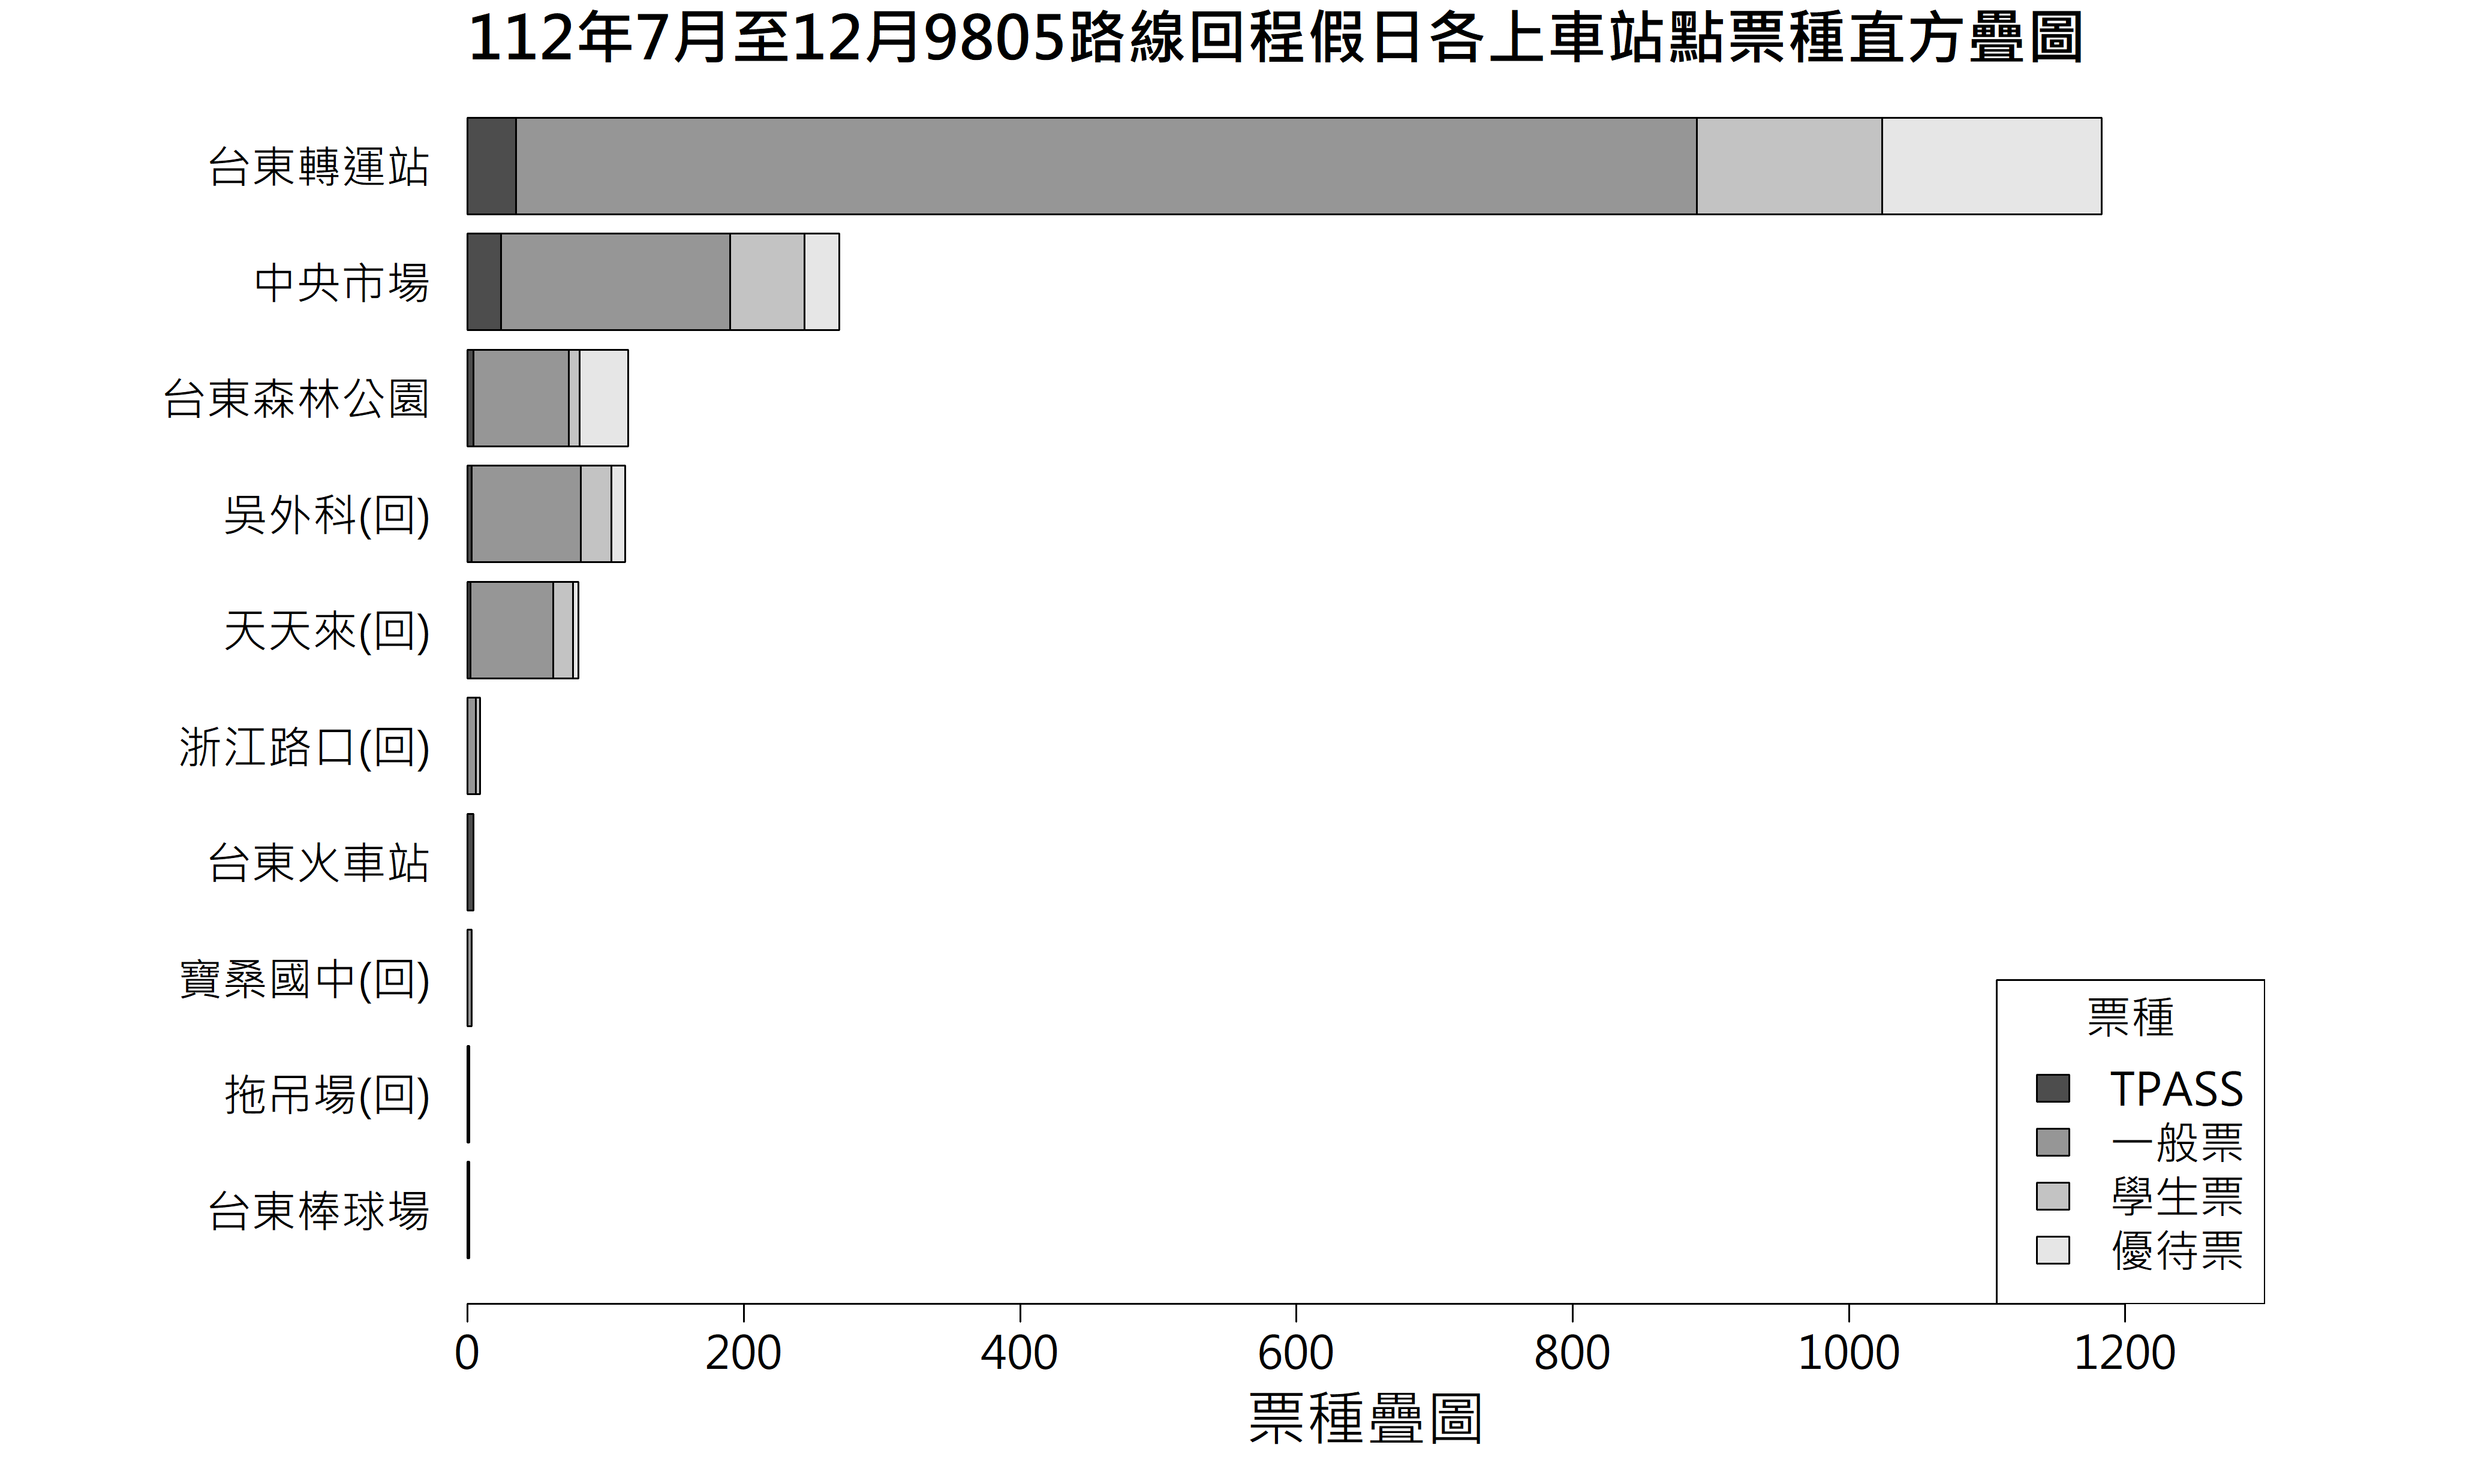 112年7月至12月9805路線回程假日各上車站點票種直方疊圖
台東轉運站
中央市場
台東森林公園
吳外科(回)
天天來(回)
浙江路口(回)
台東火車站
寶桑國中(回)
拖吊場(回)
台東棒球場
票種
TPASS
一般票
學生票
優待票
0 200 400 600 800 1000 1200
票種疊圖